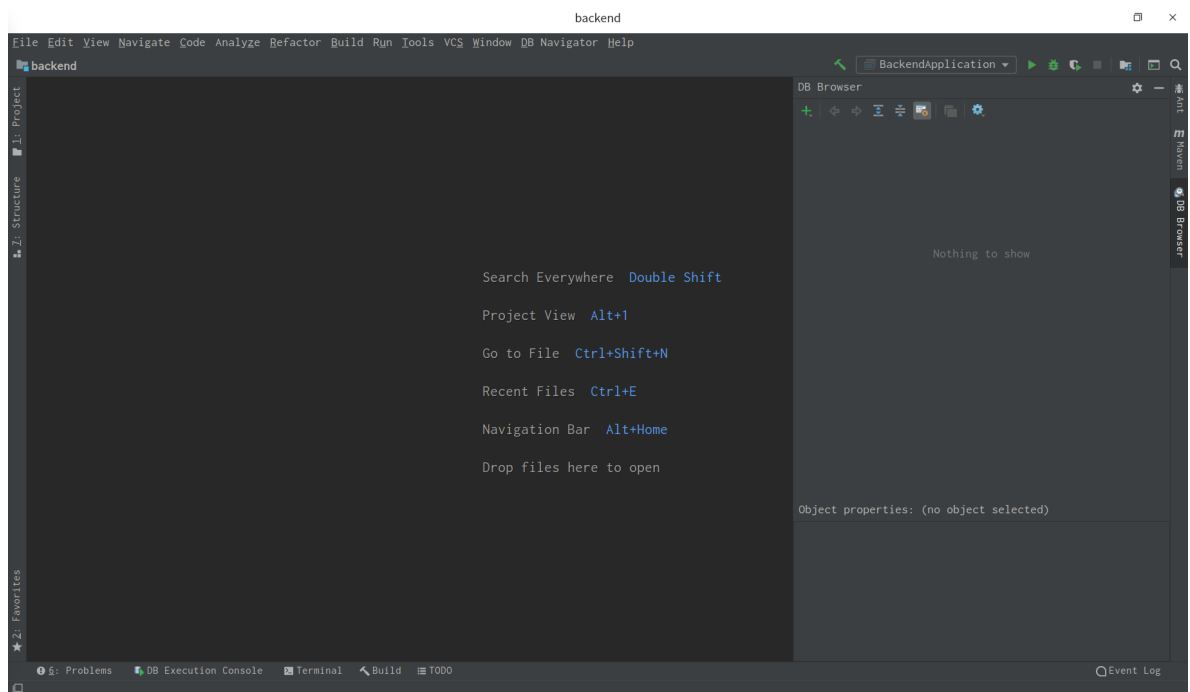 backend
File Edit View Navigate Code Analyze Refactor Build Run Tools VCS Window DB Navigator Help
backend
BackendApplication
DB Browser
1: Project
Z: Structure
2: Favorites
Ant
m Maven
DB Browser
Nothing to show
Search Everywhere Double Shift
Project View Alt+1
Go to File Ctrl+Shift+N
Recent Files Ctrl+E
Navigation Bar Alt+Home
Drop files here to open
Object properties: (no object selected)
6: Problems DB Execution Console Terminal Build TODO Event Log